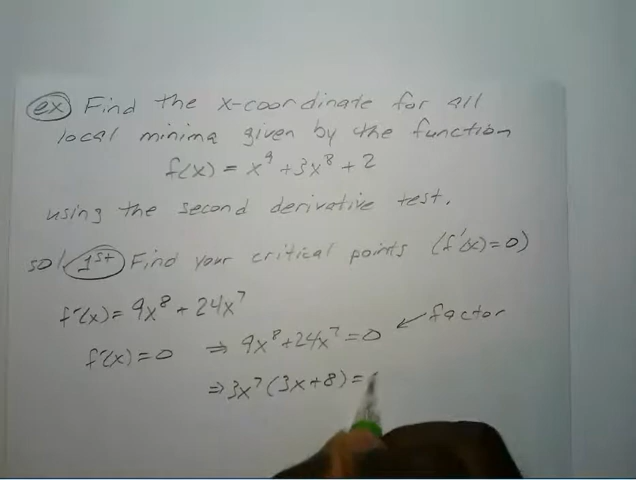 ex Find the x-coordinate for all
local minima given by the function
f(x) = x⁹ + 3x⁸ + 2
using the second derivative test.
sol. 1st Find your critical points (f'(x)=0)
f'(x) = 9x⁸ + 24x⁷
f'(x) = 0 ⇒ 9x⁸ + 24x⁷ = 0 ← factor
⇒ 3x⁷(3x+8) =